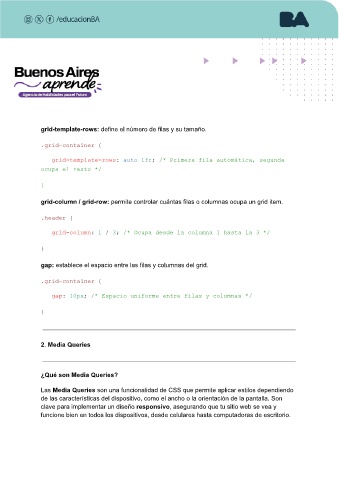 /educacionBA
BA
Buenos Aires
aprende
Agencia de Habilidades para el Futuro
grid-template-rows: define el número de filas y su tamaño.
.grid-container {
grid-template-rows: auto 1fr; /* Primera fila automática, segunda
ocupa el resto */
}
grid-column / grid-row: permite controlar cuántas filas o columnas ocupa un grid item.
.header {
grid-column: 1 / 3; /* Ocupa desde la columna 1 hasta la 3 */
}
gap: establece el espacio entre las filas y columnas del grid.
.grid-container {
gap: 10px; /* Espacio uniforme entre filas y columnas */
}
2. Media Queries
¿Qué son Media Queries?
Las Media Queries son una funcionalidad de CSS que permite aplicar estilos dependiendo
de las características del dispositivo, como el ancho o la orientación de la pantalla. Son
clave para implementar un diseño responsivo, asegurando que tu sitio web se vea y
funcione bien en todos los dispositivos, desde celulares hasta computadoras de escritorio.